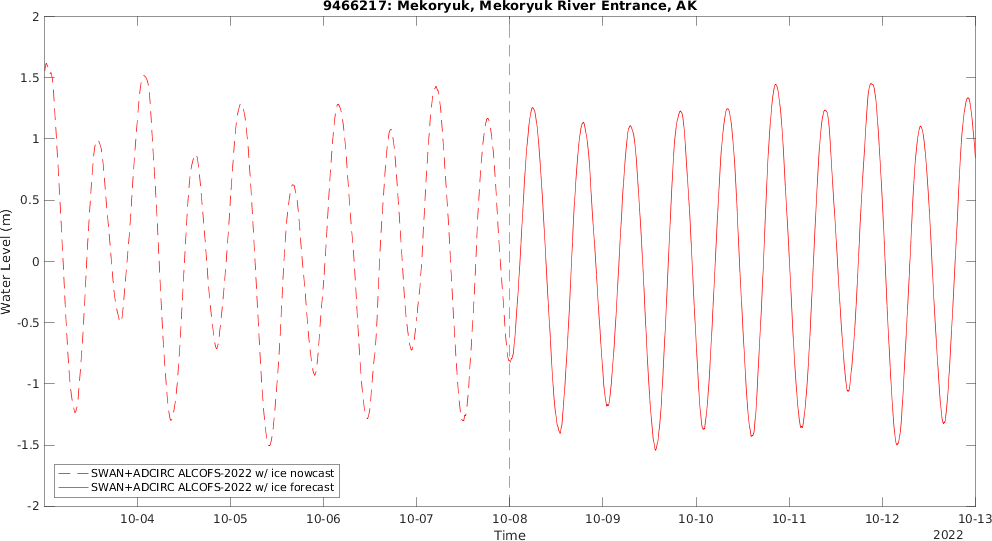 9466217: Mekoryuk, Mekoryuk River Entrance, AK
2
1.5
1
0.5
0
-0.5
-1
-1.5
-2
Water Level (m)
SWAN+ADCIRC ALCOFS-2022 w/ ice nowcast
SWAN+ADCIRC ALCOFS-2022 w/ ice forecast
10-04 10-05 10-06 10-07 10-08 10-09 10-10 10-11 10-12 10-13
Time
2022